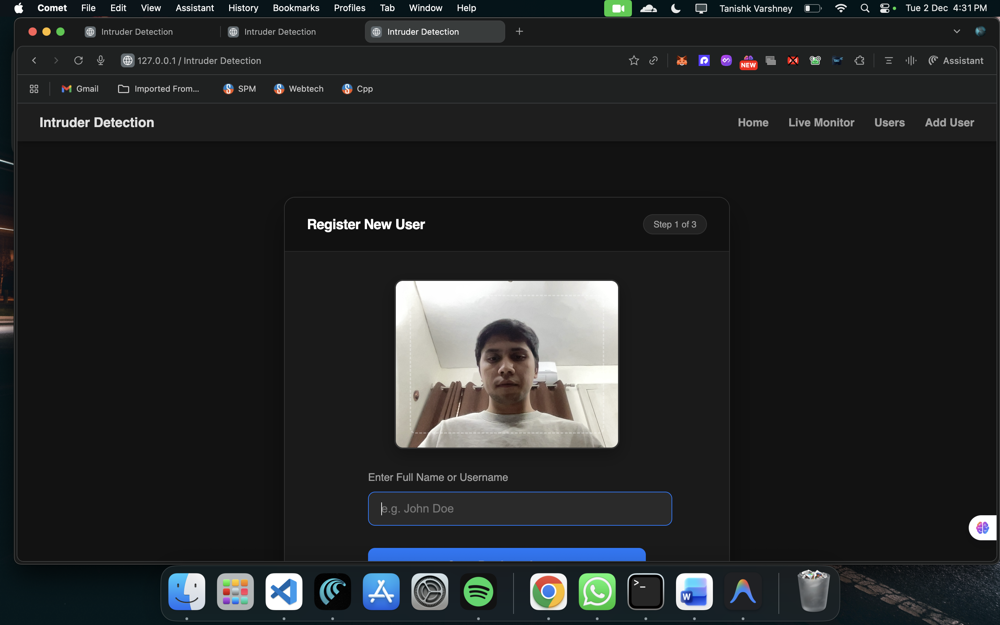 Comet File Edit View Assistant History Bookmarks Profiles Tab Window Help Tanishk Varshney Tue 2 Dec 4:31 PM
Intruder Detection Intruder Detection Intruder Detection
127.0.0.1 / Intruder Detection NEW Assistant
Gmail Imported From... SPM Webtech Cpp
Intruder Detection Home Live Monitor Users Add User
Register New User Step 1 of 3
Enter Full Name or Username
e.g. John Doe